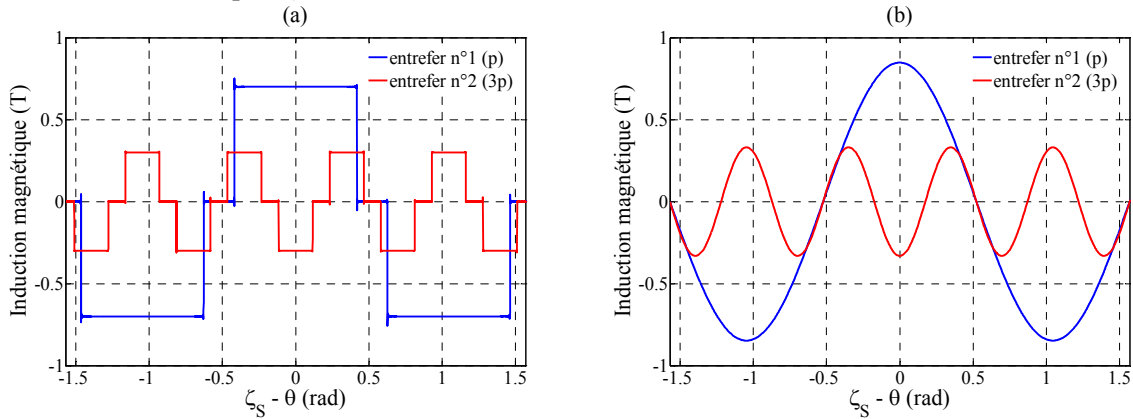 (a)
1
0.5
0
-0.5
-1
-1.5 -1 -0.5 0 0.5 1 1.5
Induction magnétique (T)
ζS - θ (rad)
entrefer n°1 (p)
entrefer n°2 (3p)
(b)
1
0.5
0
-0.5
-1
-1.5 -1 -0.5 0 0.5 1 1.5
Induction magnétique (T)
ζS - θ (rad)
entrefer n°1 (p)
entrefer n°2 (3p)